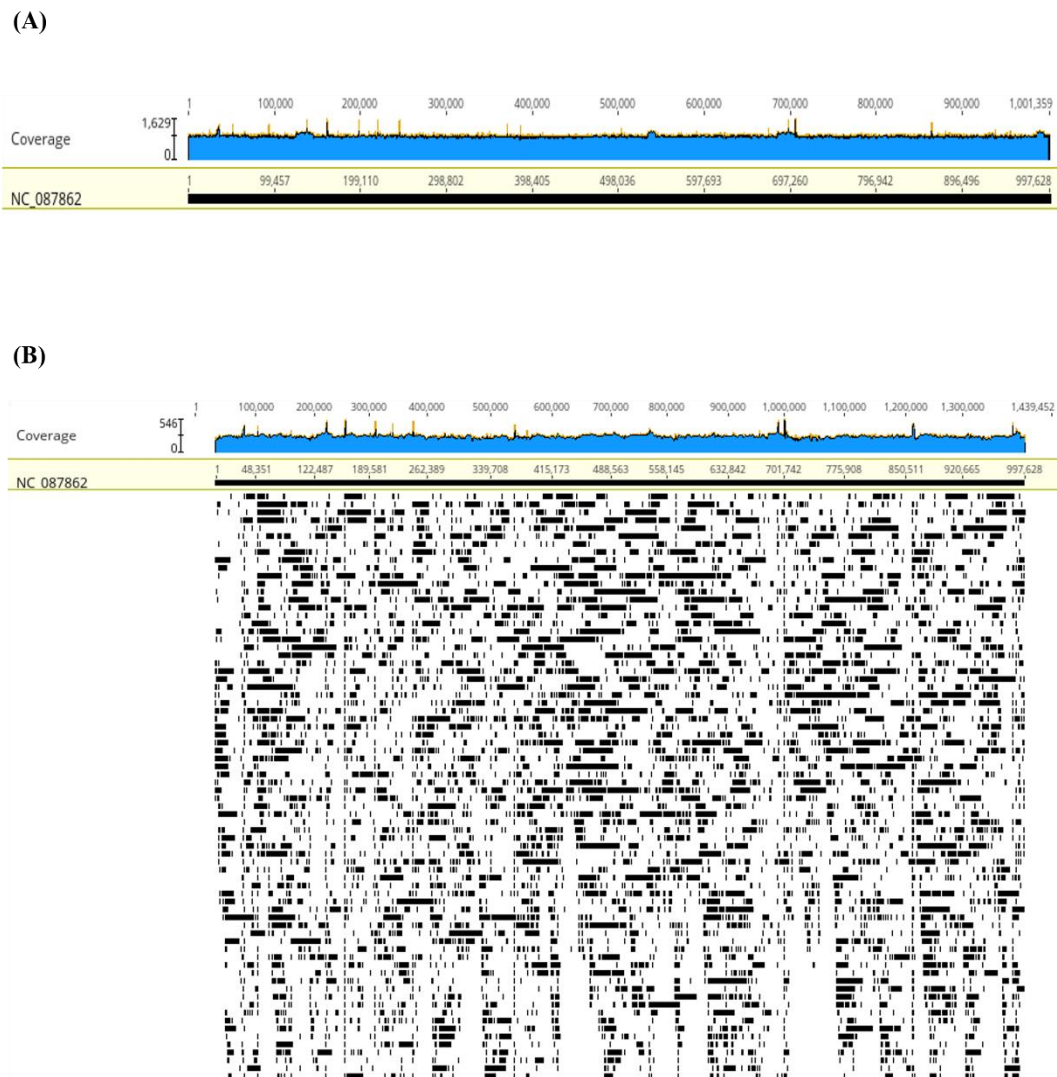 (A)
1 100,000 200,000 300,000 400,000 500,000 600,000 700,000 800,000 900,000 1,001,359
1,629
Coverage
0
1 99,457 199,110 298,802 398,405 498,036 597,693 697,260 796,942 896,496 997,628
NC_087862
(B)
1 100,000 200,000 300,000 400,000 500,000 600,000 700,000 800,000 900,000 1,000,000 1,100,000 1,200,000 1,300,000 1,439,452
546
Coverage
0
1 48,351 122,487 189,581 262,389 339,708 415,173 488,563 558,145 632,842 701,742 775,908 850,511 920,665 997,628
NC 087862